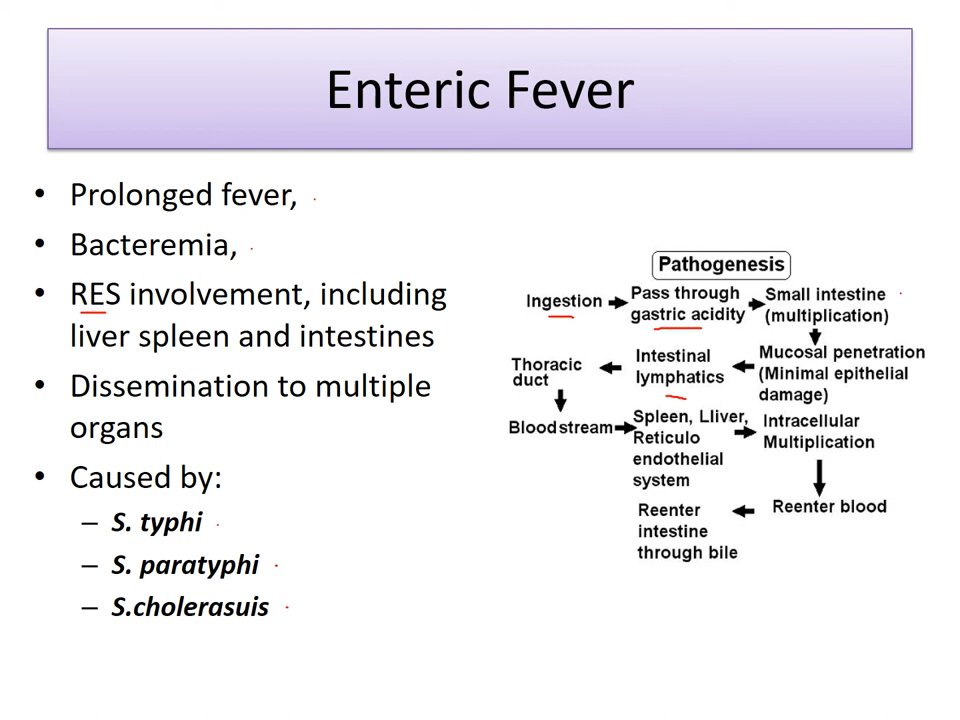 Enteric Fever
• Prolonged fever,
• Bacteremia,
• RES involvement, including
liver spleen and intestines
• Dissemination to multiple
organs
• Caused by:
– S. typhi
– S. paratyphi
– S.cholerasuis
Pathogenesis
Ingestion
Pass through
gastric acidity
Small intestine
(multiplication)
Mucosal penetration
(Minimal epithelial
damage)
Intestinal
lymphatics
Thoracic
duct
Blood stream
Spleen, Lliver,
Reticulo
endothelial
system
Intracellular
Multiplication
Reenter blood
Reenter
intestine
through bile